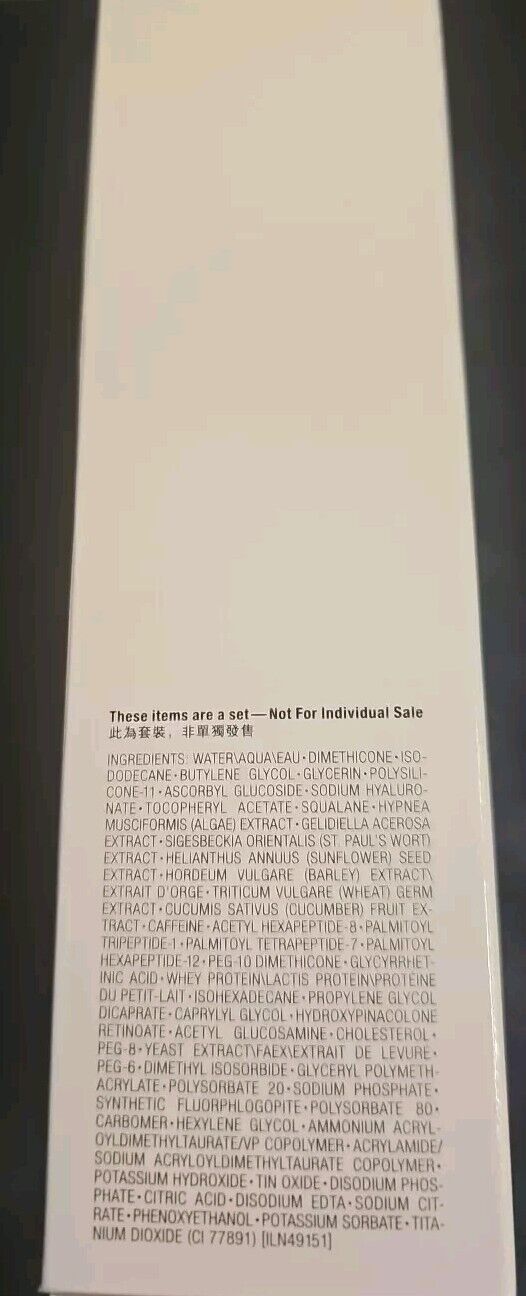 These items are a set—Not For Individual Sale
此為套裝，非單獨發售
INGREDIENTS: WATER\AQUA\EAU • DIMETHICONE • ISO-
DODECANE • BUTYLENE GLYCOL • GLYCERIN • POLYSILI-
CONE-11 • ASCORBYL GLUCOSIDE • SODIUM HYALURO-
NATE • TOCOPHERYL ACETATE • SQUALANE • HYPNEA
MUSCIFORMIS (ALGAE) EXTRACT • GELIDIELLA ACEROSA
EXTRACT • SIGESBECKIA ORIENTALIS (ST. PAUL'S WORT)
EXTRACT • HELIANTHUS ANNUUS (SUNFLOWER) SEED
EXTRACT • HORDEUM VULGARE (BARLEY) EXTRACT\
EXTRAIT D'ORGE • TRITICUM VULGARE (WHEAT) GERM
EXTRACT • CUCUMIS SATIVUS (CUCUMBER) FRUIT EX-
TRACT • CAFFEINE • ACETYL HEXAPEPTIDE-8 • PALMITOYL
TRIPEPTIDE-1 • PALMITOYL TETRAPEPTIDE-7 • PALMITOYL
HEXAPEPTIDE-12 • PEG-10 DIMETHICONE • GLYCYRRHET-
INIC ACID • WHEY PROTEIN\LACTIS PROTEIN\PROTÉINE
DU PETIT-LAIT • ISOHEXADECANE • PROPYLENE GLYCOL
DICAPRATE • CAPRYLYL GLYCOL • HYDROXYPINACOLONE
RETINOATE • ACETYL GLUCOSAMINE • CHOLESTEROL •
PEG-8 • YEAST EXTRACT\FAEX\EXTRAIT DE LEVURE •
PEG-6 • DIMETHYL ISOSORBIDE • GLYCERYL POLYMETH-
ACRYLATE • POLYSORBATE 20 • SODIUM PHOSPHATE •
SYNTHETIC FLUORPHLOGOPITE • POLYSORBATE 80 •
CARBOMER • HEXYLENE GLYCOL • AMMONIUM ACRYL-
OYLDIMETHYLTAURATE/VP COPOLYMER • ACRYLAMIDE/
SODIUM ACRYLOYLDIMETHYLTAURATE COPOLYMER •
POTASSIUM HYDROXIDE • TIN OXIDE • DISODIUM PHOS-
PHATE • CITRIC ACID • DISODIUM EDTA • SODIUM CIT-
RATE • PHENOXYETHANOL • POTASSIUM SORBATE • TITA-
NIUM DIOXIDE (CI 77891) [ILN49151]